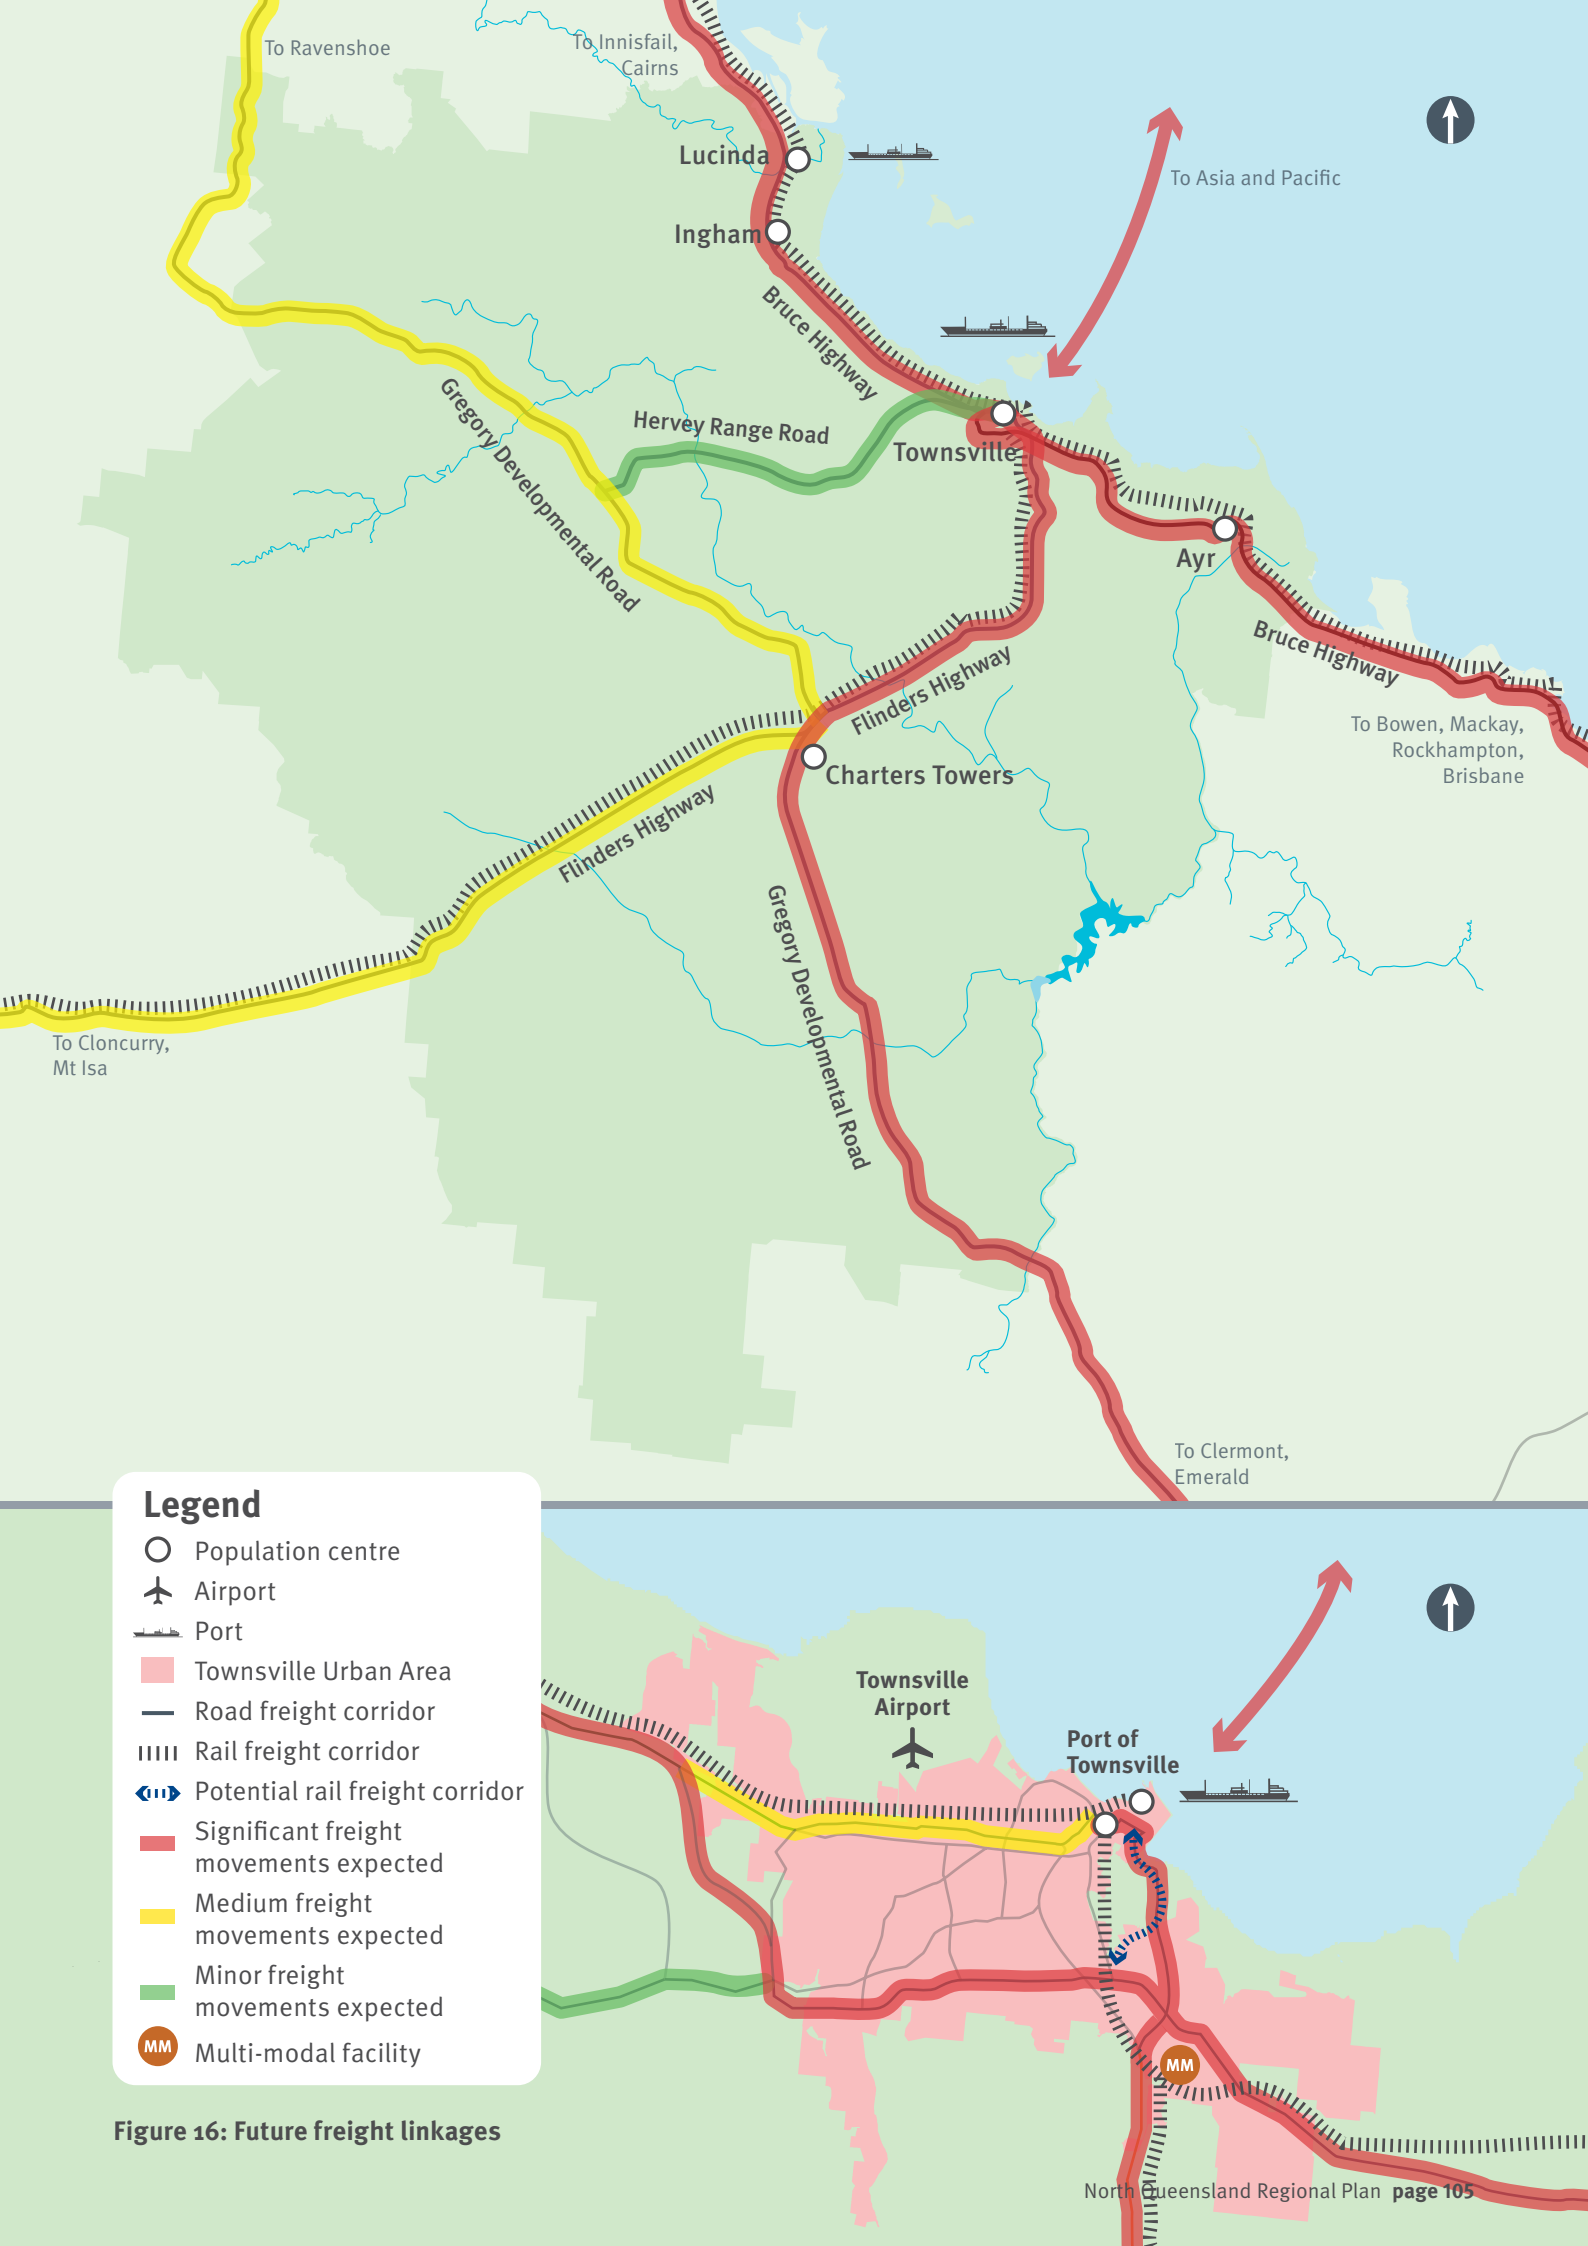 To Ravenshoe
To Innisfail,
Cairns
To Asia and Pacific
Lucinda
Ingham
Bruce Highway
Gregory Developmental Road
Hervey Range Road
Townsville
Ayr
Bruce Highway
Flinders Highway
To Bowen, Mackay,
Rockhampton,
Brisbane
Charters Towers
Flinders Highway
Gregory Developmental Road
To Cloncurry,
Mt Isa
To Clermont,
Emerald
Legend
Population centre
Airport
Port
Townsville Urban Area
Road freight corridor
Rail freight corridor
Potential rail freight corridor
Significant freight
movements expected
Medium freight
movements expected
Minor freight
movements expected
MM Multi-modal facility
Townsville
Airport
Port of
Townsville
MM
Figure 16: Future freight linkages
North Queensland Regional Plan page 105